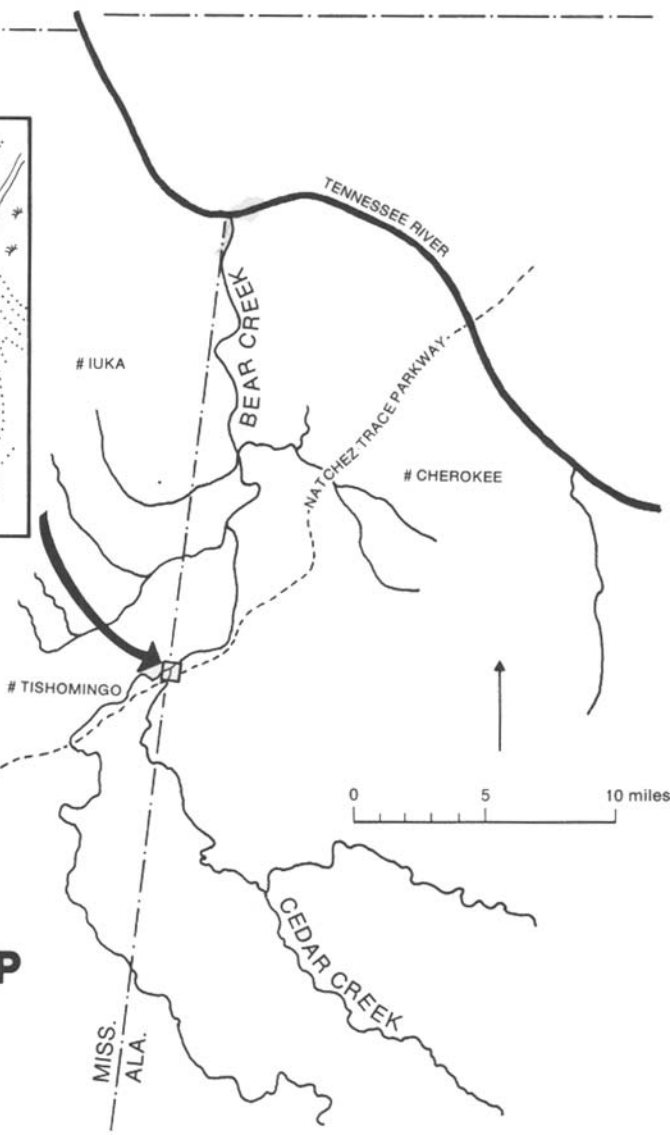 TENNESSEE RIVER
BEAR CREEK
# IUKA
NATCHEZ TRACE PARKWAY
# CHEROKEE
# TISHOMINGO
0 5 10 miles
CEDAR CREEK
P
MISS.
ALA.